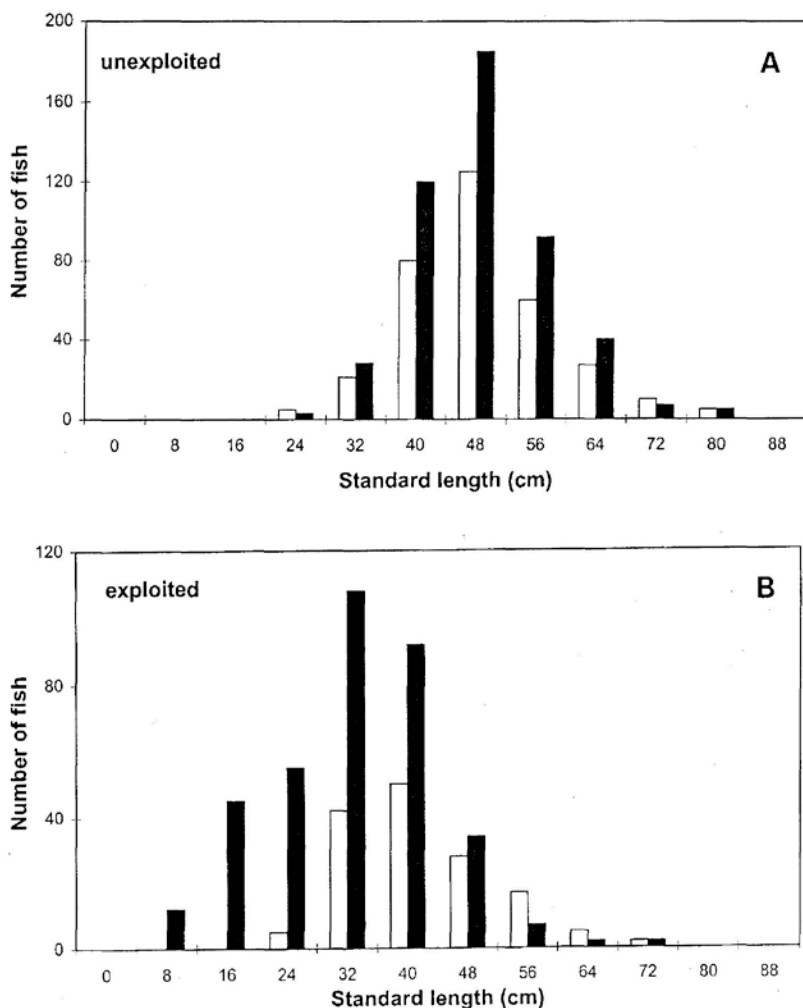 200
unexploited
A
160
120
80
40
0
Number of fish
0 8 16 24 32 40 48 56 64 72 80 88
Standard length (cm)
120
exploited
B
80
40
0
Number of fish
0 8 16 24 32 40 48 56 64 72 80 88
Standard length (cm)